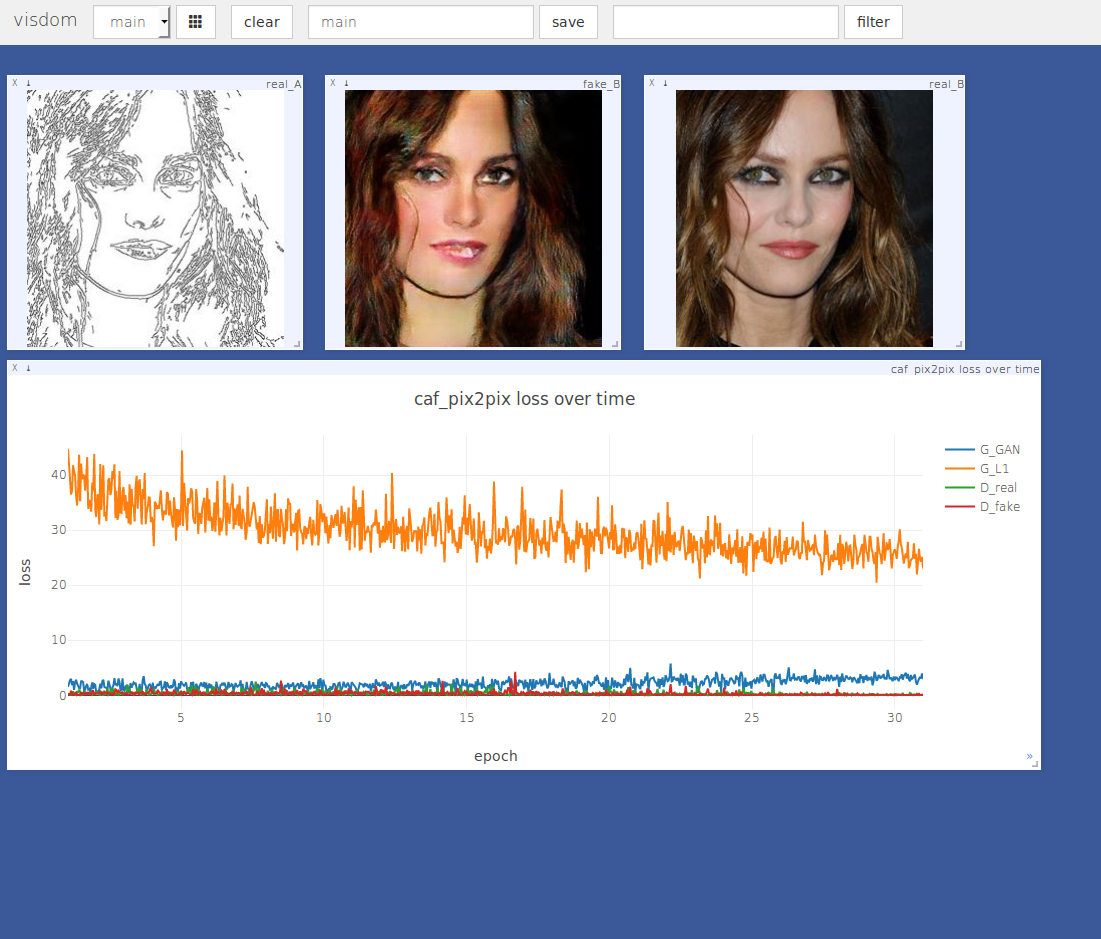 visdom main clear main save filter
X ↓ real_A
X ↓ fake_B
X ↓ real_B
X ↓ caf_pix2pix loss over time
caf_pix2pix loss over time
G_GAN
G_L1
D_real
D_fake
40
30
20
10
0
loss
5 10 15 20 25 30
epoch
»